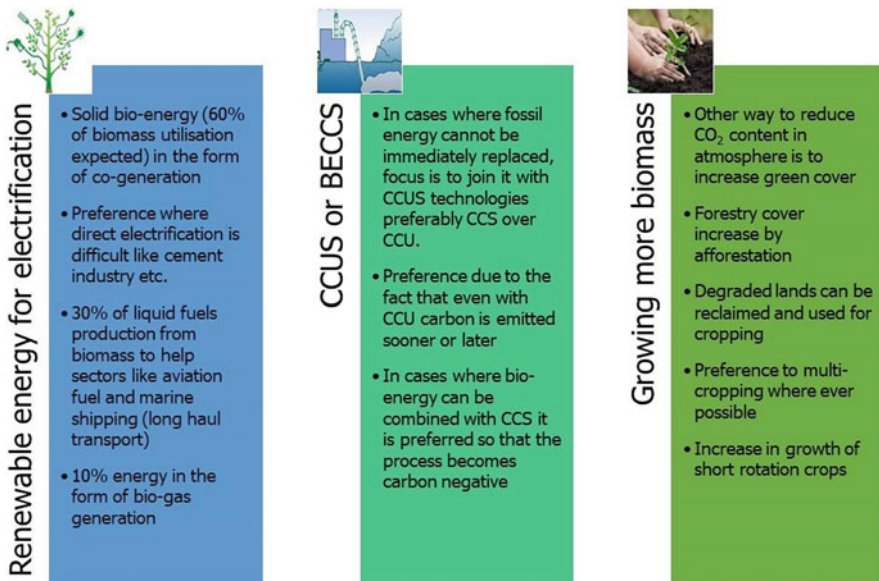 Renewable energy for electrification
• Solid bio-energy (60%
of biomass utilisation
expected) in the form
of co-generation
• Preference where
direct electrification is
difficult like cement
industry etc.
• 30% of liquid fuels
production from
biomass to help
sectors like aviation
fuel and marine
shipping (long haul
transport)
• 10% energy in the
form of bio-gas
generation
CCUS or BECCS
• In cases where fossil
energy cannot be
immediately replaced,
focus is to join it with
CCUS technologies
preferably CCS over
CCU.
• Preference due to the
fact that even with
CCU carbon is emitted
sooner or later
• In cases where bio-
energy can be
combined with CCS it
is preferred so that the
process becomes
carbon negative
Growing more biomass
• Other way to reduce
CO₂ content in
atmosphere is to
increase green cover
• Forestry cover
increase by
afforestation
• Degraded lands can be
reclaimed and used for
cropping
• Preference to multi-
cropping where ever
possible
• Increase in growth of
short rotation crops